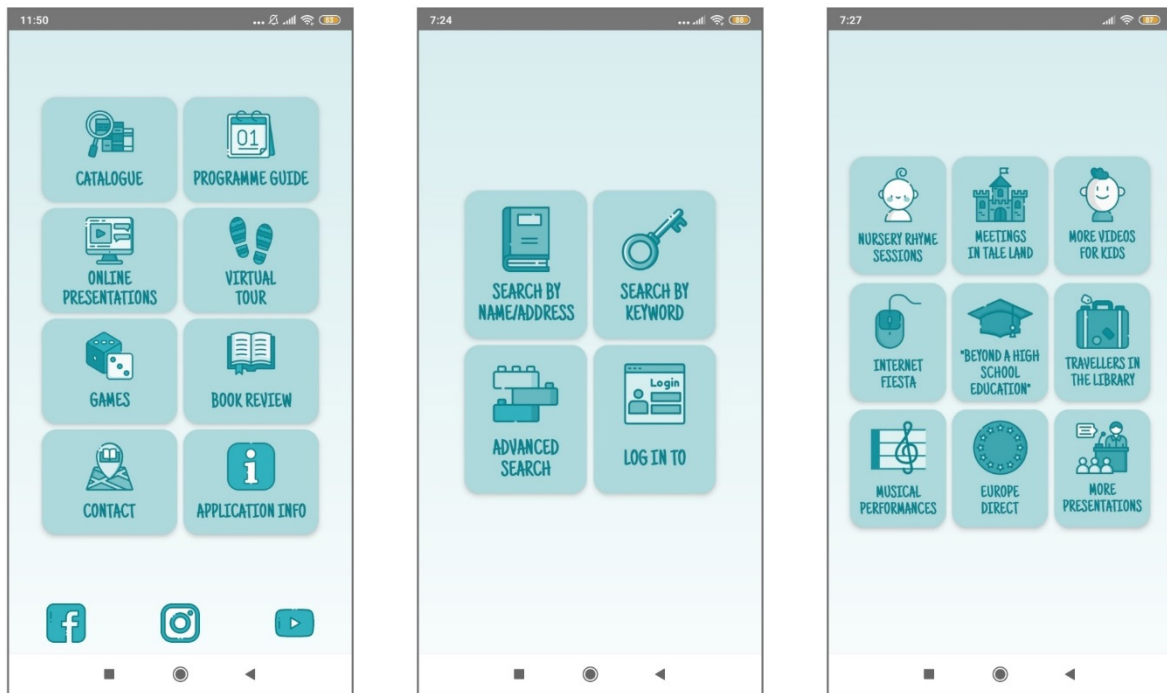 11:50
83
CATALOGUE
PROGRAMME GUIDE
01
ONLINE
PRESENTATIONS
VIRTUAL
TOUR
GAMES
BOOK REVIEW
CONTACT
APPLICATION INFO
7:24
88
SEARCH BY
NAME/ADDRESS
SEARCH BY
KEYWORD
ADVANCED
SEARCH
Login
LOG IN TO
7:27
87
NURSERY RHYME
SESSIONS
MEETINGS
IN TALE LAND
MORE VIDEOS
FOR KIDS
INTERNET
FIESTA
"BEYOND A HIGH
SCHOOL
EDUCATION"
TRAVELLERS IN
THE LIBRARY
MUSICAL
PERFORMANCES
EUROPE
DIRECT
MORE
PRESENTATIONS